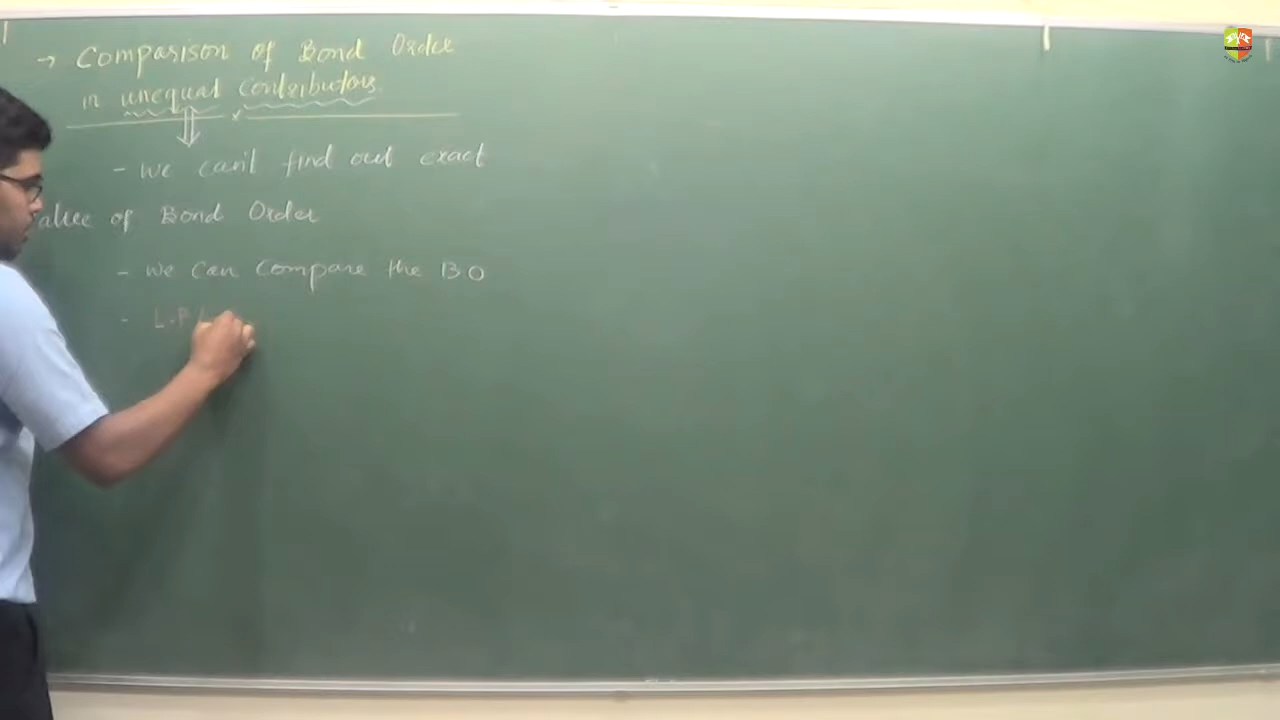 → Comparison of Bond Order
in unequal Contributors.
- We can't find out exact
value of Bond Order
- We can compare the BO
- L.P